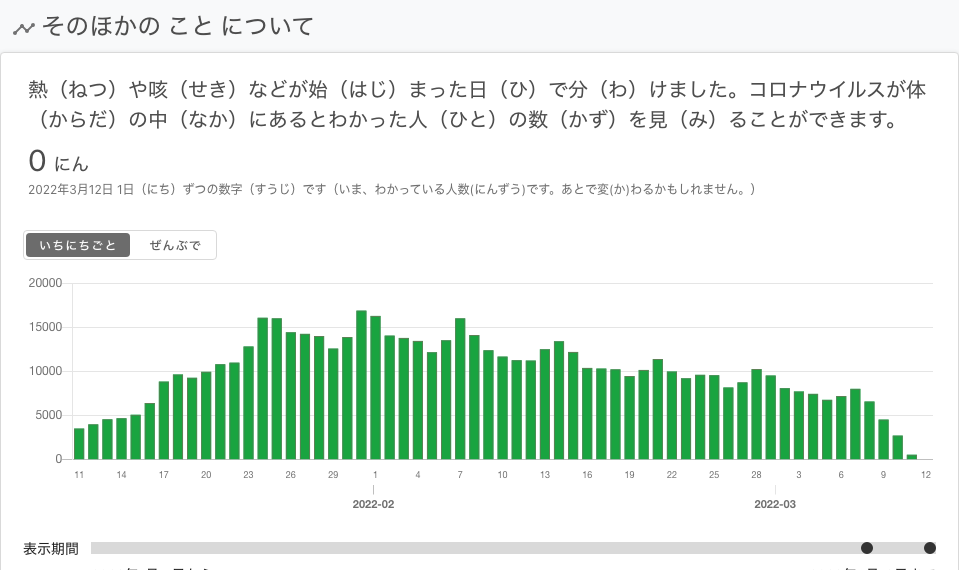 そのほかの こと について
熱（ねつ）や咳（せき）などが始（はじ）まった日（ひ）で分（わ）けました。コロナウイルスが体
（からだ）の中（なか）にあるとわかった人（ひと）の数（かず）を見（み）ることができます。
0 にん
2022年3月12日 1日（にち）ずつの数字（すうじ）です（いま、わかっている人数(にんずう)です。あとで変(か)わるかもしれません。）
いちにちごと ぜんぶで
20000
15000
10000
5000
0
11 14 17 20 23 26 29 1 4 7 10 13 16 19 22 25 28 3 6 9 12
2022-02 2022-03
表示期間